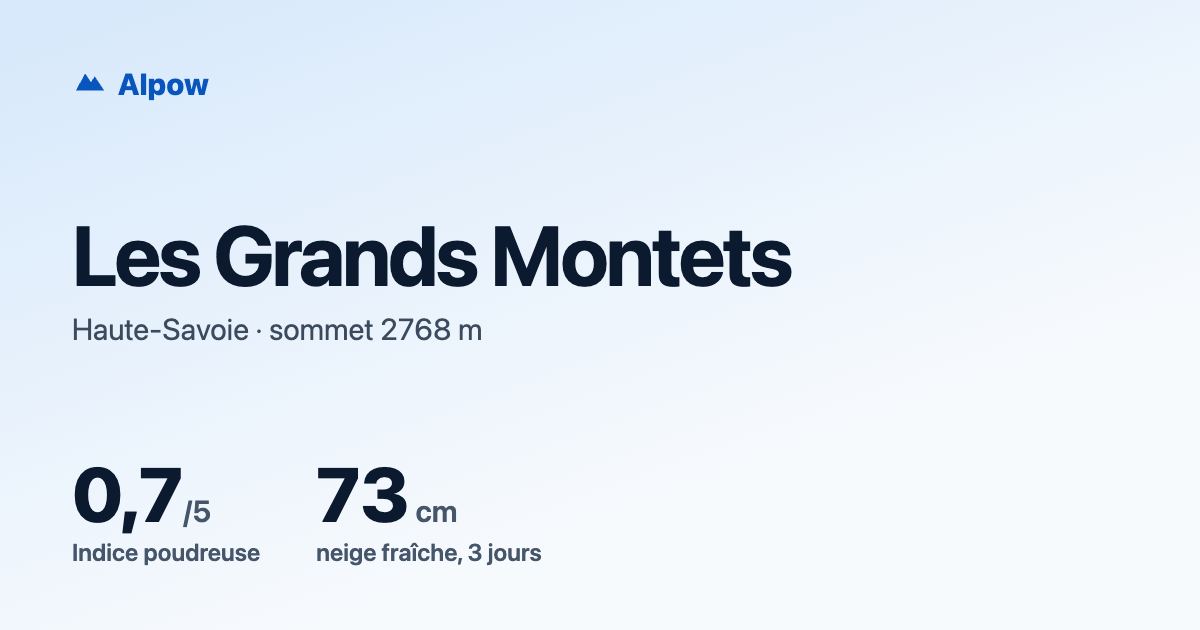 Alpow
Les Grands Montets
Haute-Savoie · sommet 2768 m
0,7/5 73 cm
Indice poudreuse neige fraîche, 3 jours